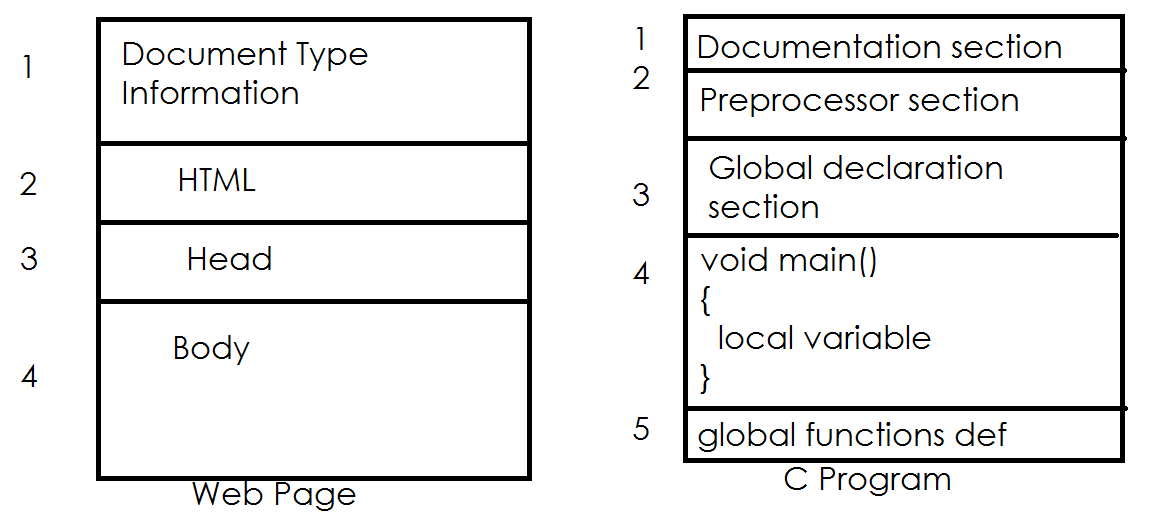 1
Document Type
Information
2
HTML
3
Head
4
Body
Web Page
1
Documentation section
2
Preprocessor section
3
Global declaration
section
4
void main()
{
local variable
}
5
global functions def
C Program